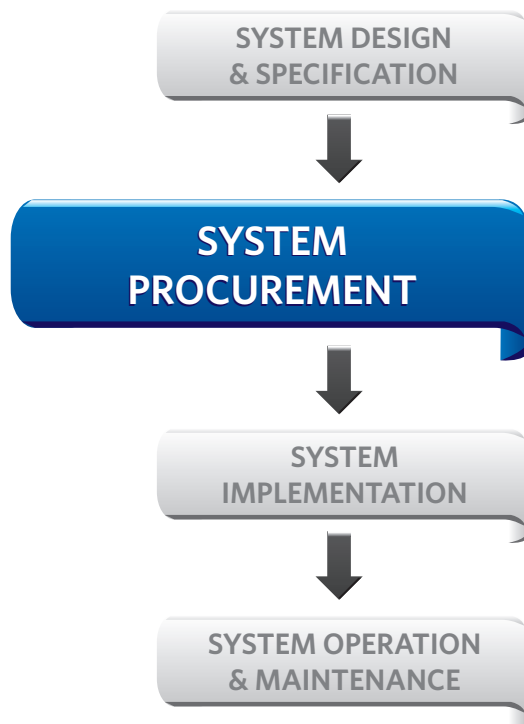 SYSTEM DESIGN
& SPECIFICATION
SYSTEM
PROCUREMENT
SYSTEM
IMPLEMENTATION
SYSTEM OPERATION
& MAINTENANCE